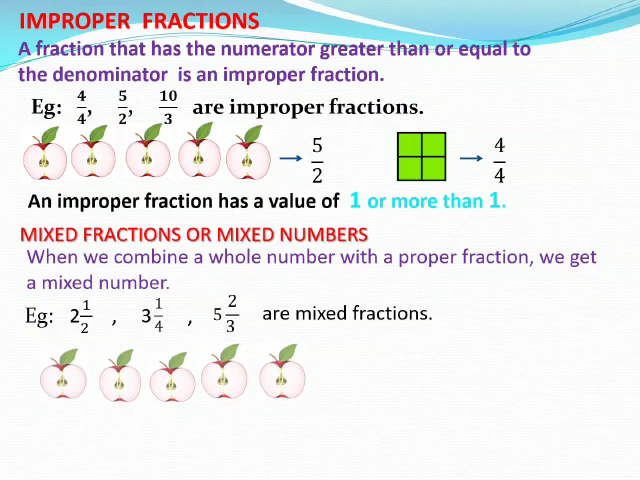 IMPROPER FRACTIONS
A fraction that has the numerator greater than or equal to
the denominator is an improper fraction.
Eg: 4/4, 5/2, 10/3 are improper fractions.
→ 5/2 → 4/4
An improper fraction has a value of 1 or more than 1.
MIXED FRACTIONS OR MIXED NUMBERS
When we combine a whole number with a proper fraction, we get
a mixed number.
Eg: 2 1/2 , 3 1/4 , 5 2/3 are mixed fractions.